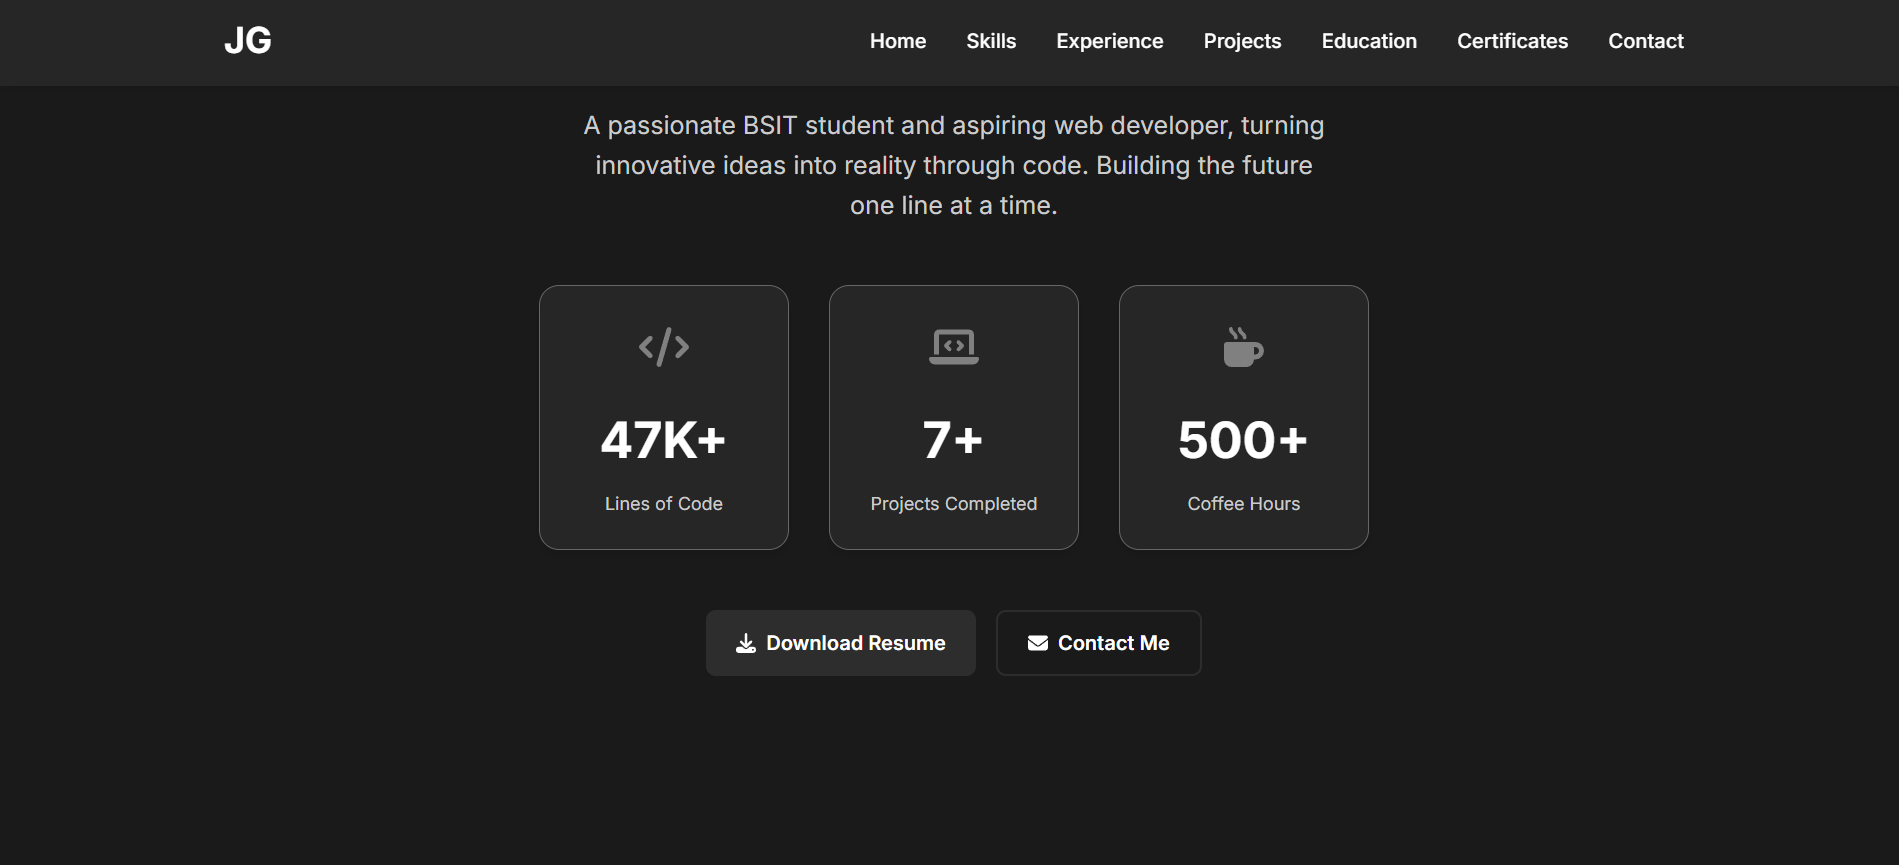 JG
Home Skills Experience Projects Education Certificates Contact
A passionate BSIT student and aspiring web developer, turning
innovative ideas into reality through code. Building the future
one line at a time.
47K+ 7+ 500+
Lines of Code Projects Completed Coffee Hours
Download Resume Contact Me